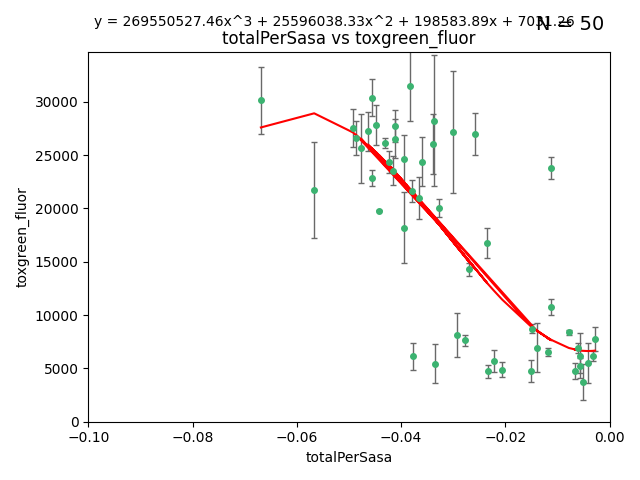 y = 269550527.46x^3 + 25596038.33x^2 + 198583.89x + 7031.26
N = 50
totalPerSasa vs toxgreen_fluor
30000
25000
20000
15000
10000
5000
0
toxgreen_fluor
−0.10 −0.08 −0.06 −0.04 −0.02 0.00
totalPerSasa